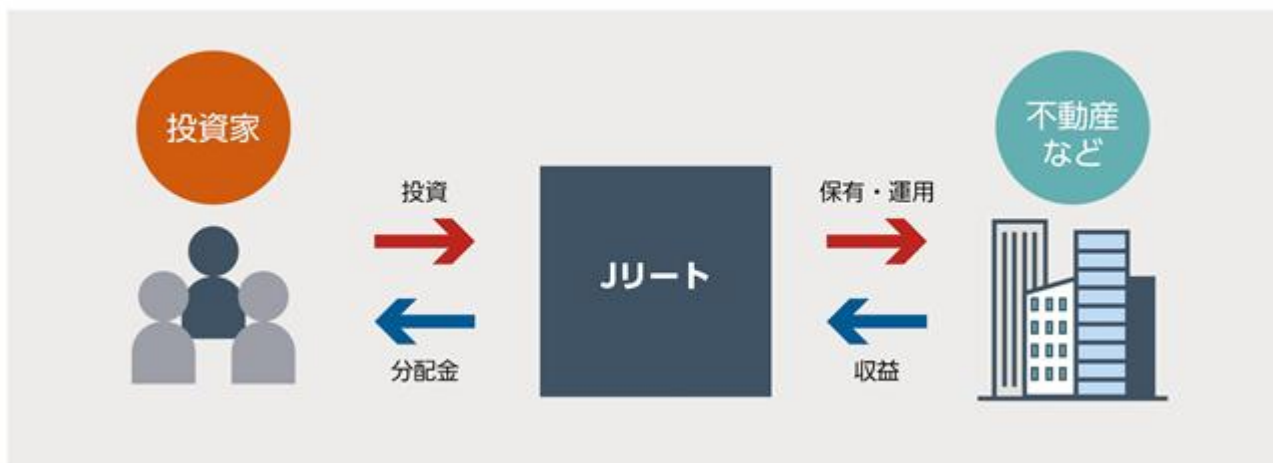 投資家
不動産
など
投資
保有・運用
Jリート
分配金
収益